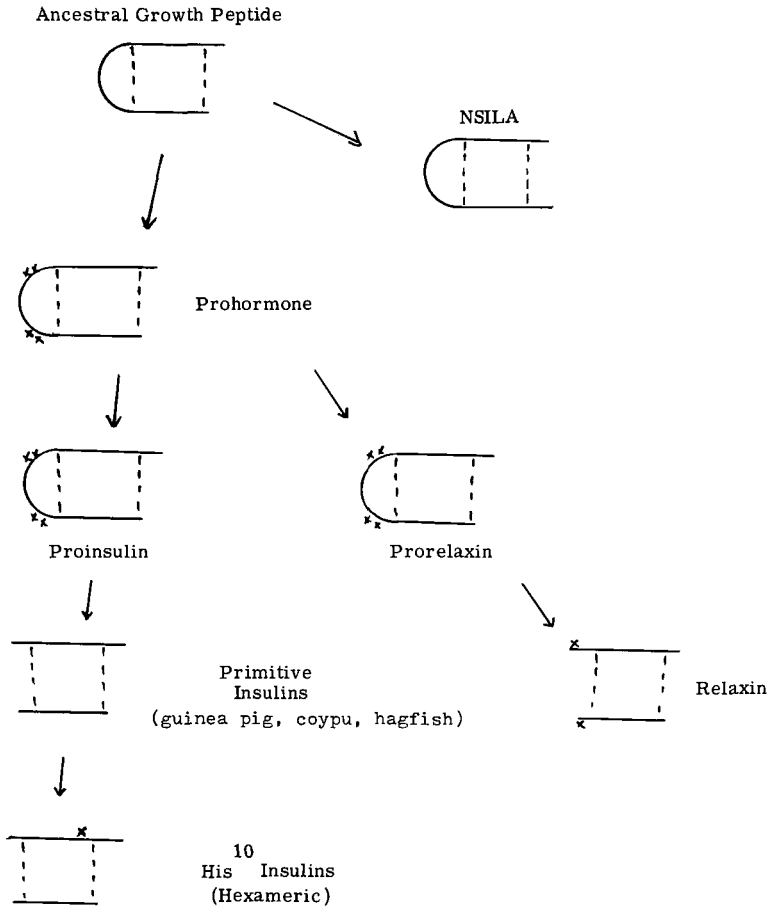 Ancestral Growth Peptide
NSILA
Prohormone
Proinsulin
Prorelaxin
Primitive
Insulins
(guinea pig, coypu, hagfish)
Relaxin
10
His Insulins
(Hexameric)